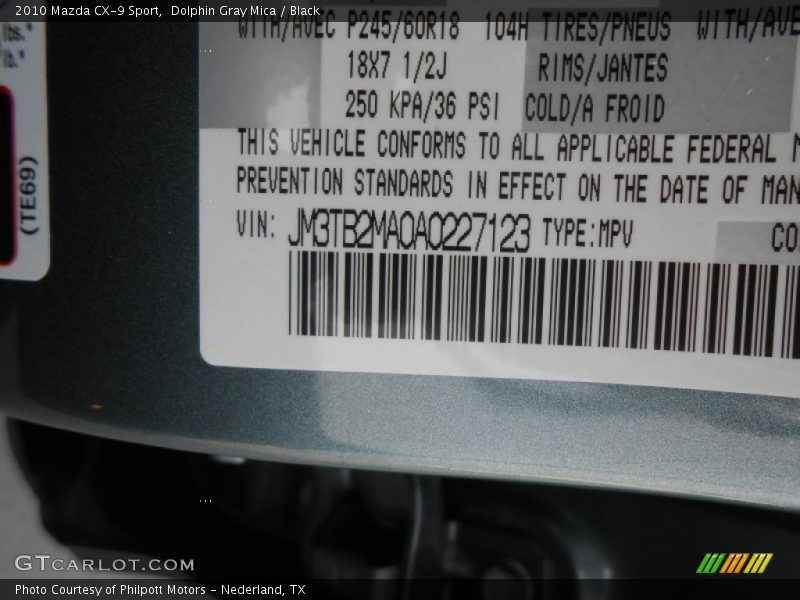 2010 Mazda CX-9 Sport, Dolphin Gray Mica / Black
lbs.*
lb.*
(TE69)
WITH/AVEC P245/60R18 104H TIRES/PNEUS WITH/AVE
18X7 1/2J RIMS/JANTES
250 KPA/36 PSI COLD/A FROID
THIS VEHICLE CONFORMS TO ALL APPLICABLE FEDERAL M
PREVENTION STANDARDS IN EFFECT ON THE DATE OF MAN
VIN: JM3TB2MA0A0227123 TYPE:MPV CO
GTCARLOT.COM
Photo Courtesy of Philpott Motors - Nederland, TX